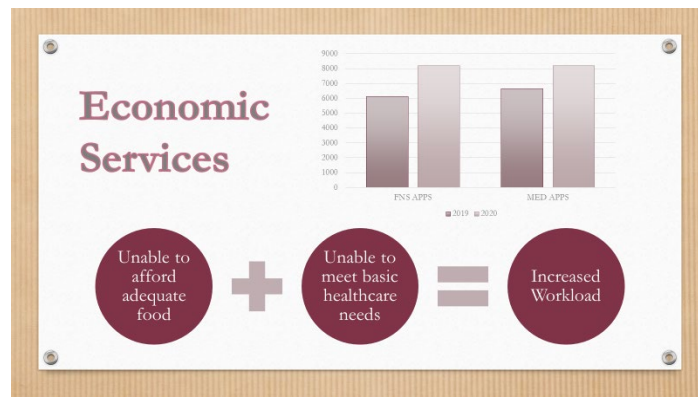 Economic
Services
9000
8000
7000
6000
5000
4000
3000
2000
1000
0
FNS APPS
MED APPS
2019
2020
Unable to
afford
adequate
food
Unable to
meet basic
healthcare
needs
Increased
Workload